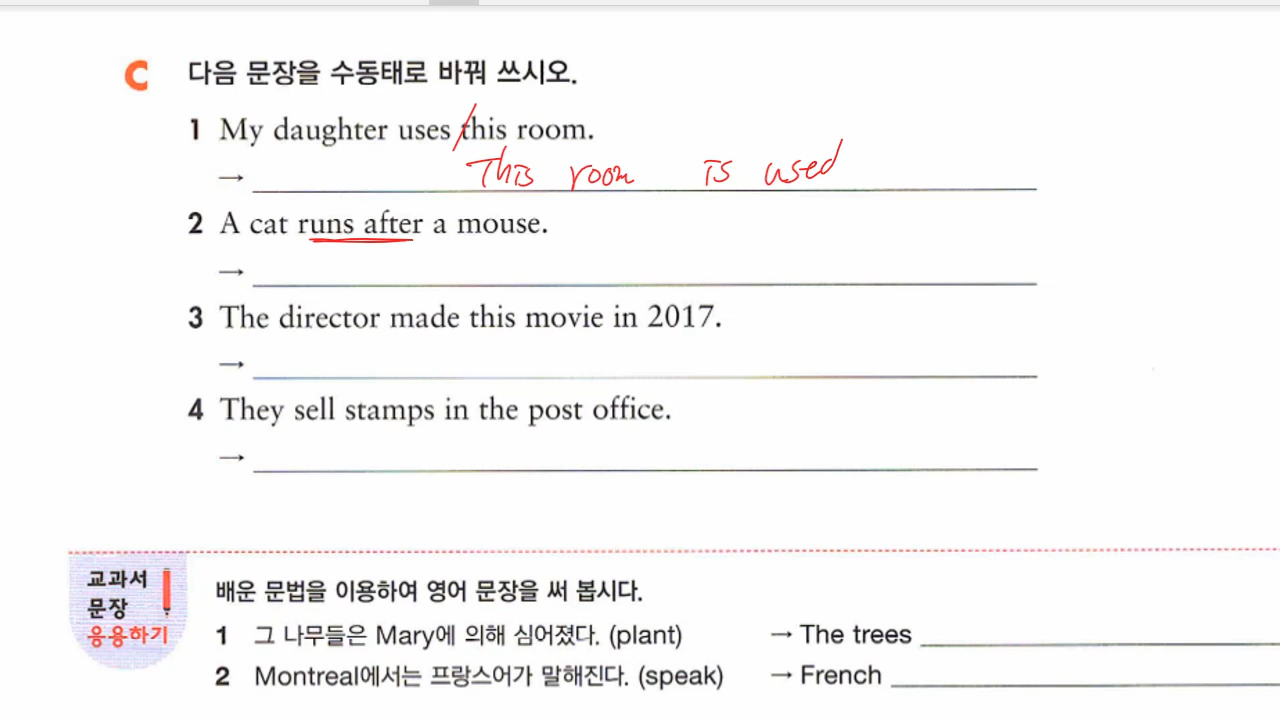 C 다음 문장을 수동태로 바꿔 쓰시오.
1 My daughter uses this room.
→ This room is used
2 A cat runs after a mouse.
→
3 The director made this movie in 2017.
→
4 They sell stamps in the post office.
→
교과서
문장
응용하기
배운 문법을 이용하여 영어 문장을 써 봅시다.
1 그 나무들은 Mary에 의해 심어졌다. (plant) → The trees
2 Montreal에서는 프랑스어가 말해진다. (speak) → French